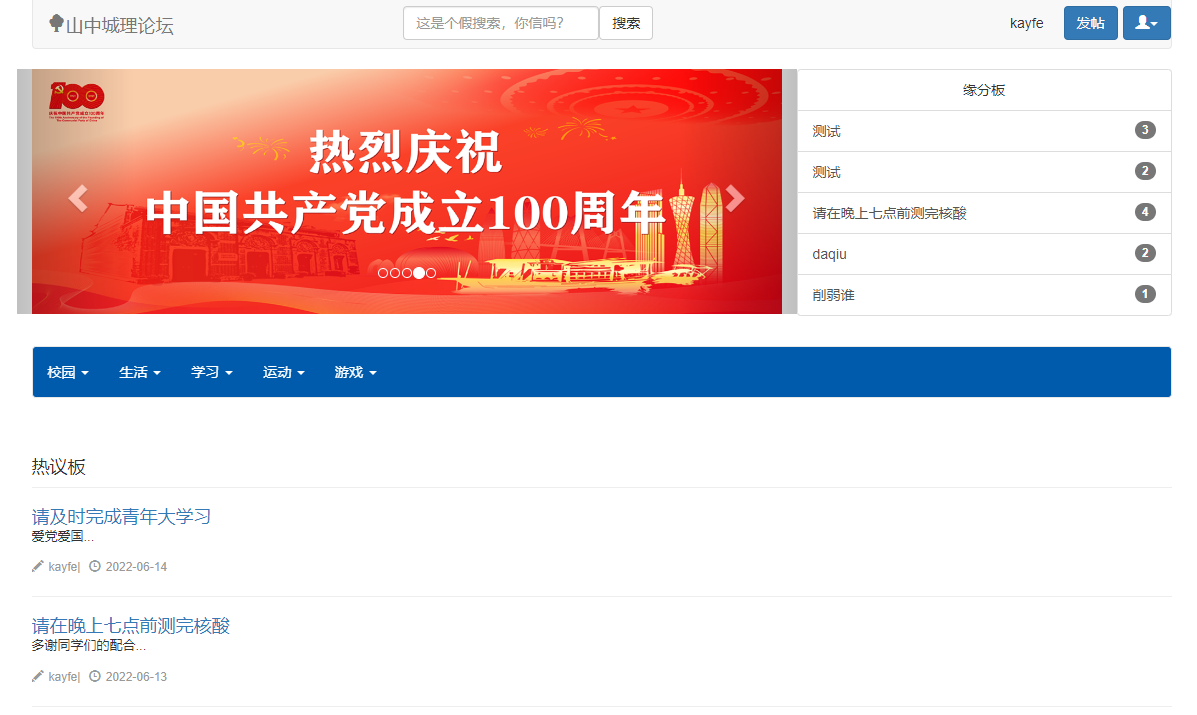 山中城理论坛
这是个假搜索，你信吗？
搜索
kayfe
发帖
热烈庆祝
中国共产党成立100周年
缘分板
测试 3
测试 2
请在晚上七点前测完核酸 4
daqiu 2
削弱谁 1
校园 生活 学习 运动 游戏
热议板
请及时完成青年大学习
爱党爱国...
kayfe| 2022-06-14
请在晚上七点前测完核酸
多谢同学们的配合...
kayfe| 2022-06-13